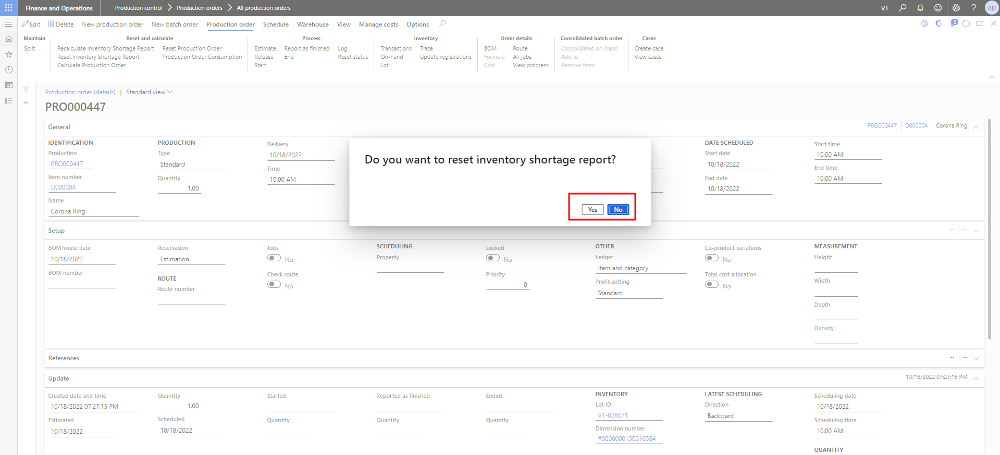 Finance and Operations
Production control > Production orders > All production orders
VT
?
AD
Edit Delete New production order New batch order Production order Schedule Warehouse View Manage costs Options
0
Maintain
Split
Reset and calculate
Recalculate Inventory Shortage Report Reset Production Order
Reset Inventory Shortage Report Production Order Consumption
Calculate Production Order
Process
Estimate Report as finished Log
Release End Reset status
Start
Inventory
Transactions Trace
On-hand Update registrations
Lot
Order details
BOM Route
Formula All jobs
Cost View progress
Consolidated batch order
Consolidated on-hand
Add to
Remove from
Cases
Create case
View cases
Production order (details) | Standard view
PRO000447
General
PRO000447 D000004 Corona Ring
IDENTIFICATION
Production
PRO000447
Item number
D000004
Name
Corona Ring
PRODUCTION
Type
Standard
Quantity
1.00
Delivery
10/18/2022
Time
10:00 AM
Do you want to reset inventory shortage report?
Yes No
DATE SCHEDULED
Start date
10/18/2022
End date
10/18/2022
Start time
10:00 AM
End time
10:00 AM
Setup
-- --
BOM/route date
10/18/2022
BOM number
Reservation
Estimation
ROUTE
Route number
Jobs
No
Check route
No
SCHEDULING
Property
Locked
No
Priority
0
OTHER
Ledger
Item and category
Profit-setting
Standard
Co-product variations
No
Total cost allocation
No
MEASUREMENT
Height
Width
Depth
Density
References
-- --
Update
10/18/2022 07:27:15 PM
Created date and time
10/18/2022 07:27:15 PM
Estimated
10/18/2022
Quantity
1.00
Scheduled
10/18/2022
Started
Quantity
Reported as finished
Quantity
Ended
Quantity
INVENTORY
Lot ID
VT-026071
Dimension number
#00000001500165E4
LATEST SCHEDULING
Direction
Backward
Scheduling date
10/18/2022
Scheduling time
10:00 AM
QUANTITY